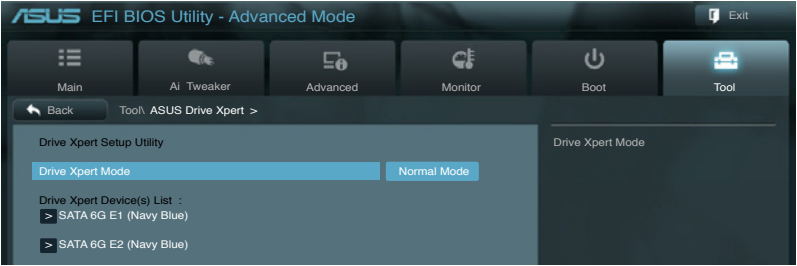 ASUS EFI BIOS Utility - Advanced Mode
Exit
Main Ai Tweaker Advanced Monitor Boot Tool
Back Tool\ ASUS Drive Xpert >
Drive Xpert Setup Utility
Drive Xpert Mode
Drive Xpert Mode Normal Mode
Drive Xpert Device(s) List :
> SATA 6G E1 (Navy Blue)
> SATA 6G E2 (Navy Blue)